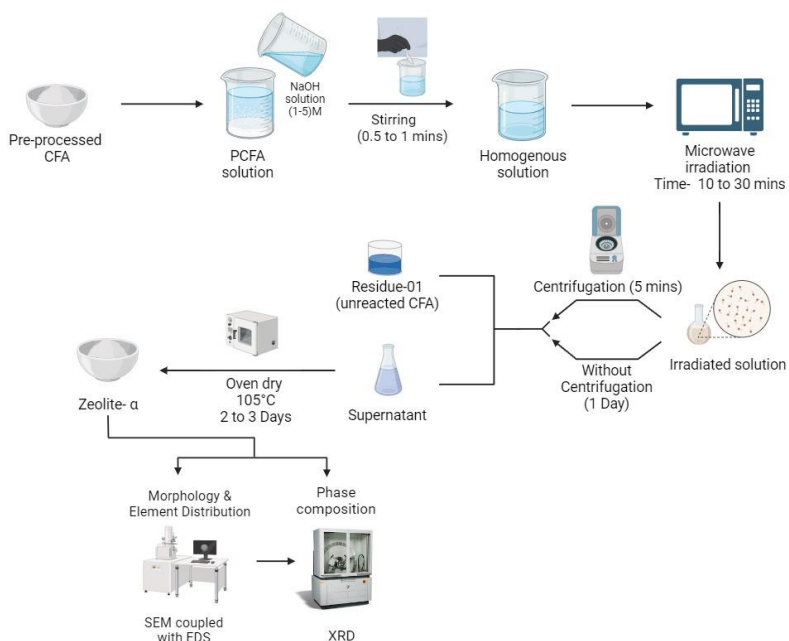 Pre-processed
CFA
NaOH
solution
(1-5)M
PCFA
solution
Stirring
(0.5 to 1 mins)
Homogenous
solution
Microwave
irradiation
Time- 10 to 30 mins
Centrifugation (5 mins)
Residue-01
(unreacted CFA)
Irradiated solution
Without
Centrifugation
(1 Day)
Supernatant
Oven dry
105°C
2 to 3 Days
Zeolite- α
Morphology &
Element Distribution
Phase
composition
SEM coupled
with EDS
XRD